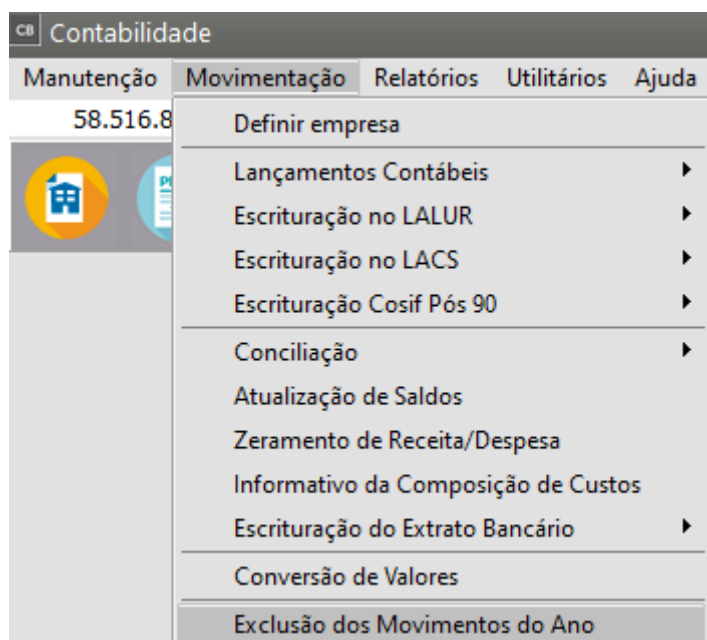 CB Contabilidade
Manutenção Movimentação Relatórios Utilitários Ajuda
58.516.8 Definir empresa
Lançamentos Contábeis
Escrituração no LALUR
Escrituração no LACS
Escrituração Cosif Pós 90
Conciliação
Atualização de Saldos
Zeramento de Receita/Despesa
Informativo da Composição de Custos
Escrituração do Extrato Bancário
Conversão de Valores
Exclusão dos Movimentos do Ano